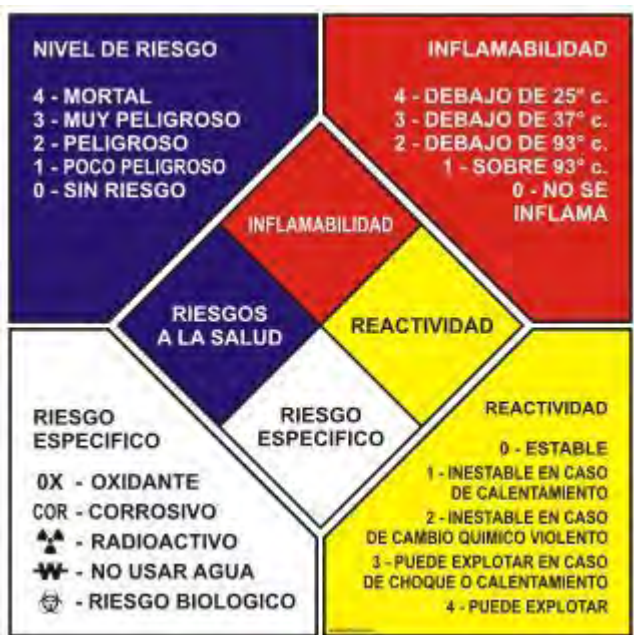 NIVEL DE RIESGO
4 - MORTAL
3 - MUY PELIGROSO
2 - PELIGROSO
1 - POCO PELIGROSO
0 - SIN RIESGO
INFLAMABILIDAD
4 - DEBAJO DE 25° c.
3 - DEBAJO DE 37° c.
2 - DEBAJO DE 93° c.
1 - SOBRE 93° c.
0 - NO SE
INFLAMA
INFLAMABILIDAD
RIESGOS
A LA SALUD
REACTIVIDAD
RIESGO
ESPECIFICO
RIESGO
ESPECIFICO
0X - OXIDANTE
COR - CORROSIVO
- RADIOACTIVO
W - NO USAR AGUA
- RIESGO BIOLOGICO
REACTIVIDAD
0 - ESTABLE
1 - INESTABLE EN CASO
DE CALENTAMIENTO
2 - INESTABLE EN CASO
DE CAMBIO QUIMICO VIOLENTO
3 - PUEDE EXPLOTAR EN CASO
DE CHOQUE O CALENTAMIENTO
4 - PUEDE EXPLOTAR